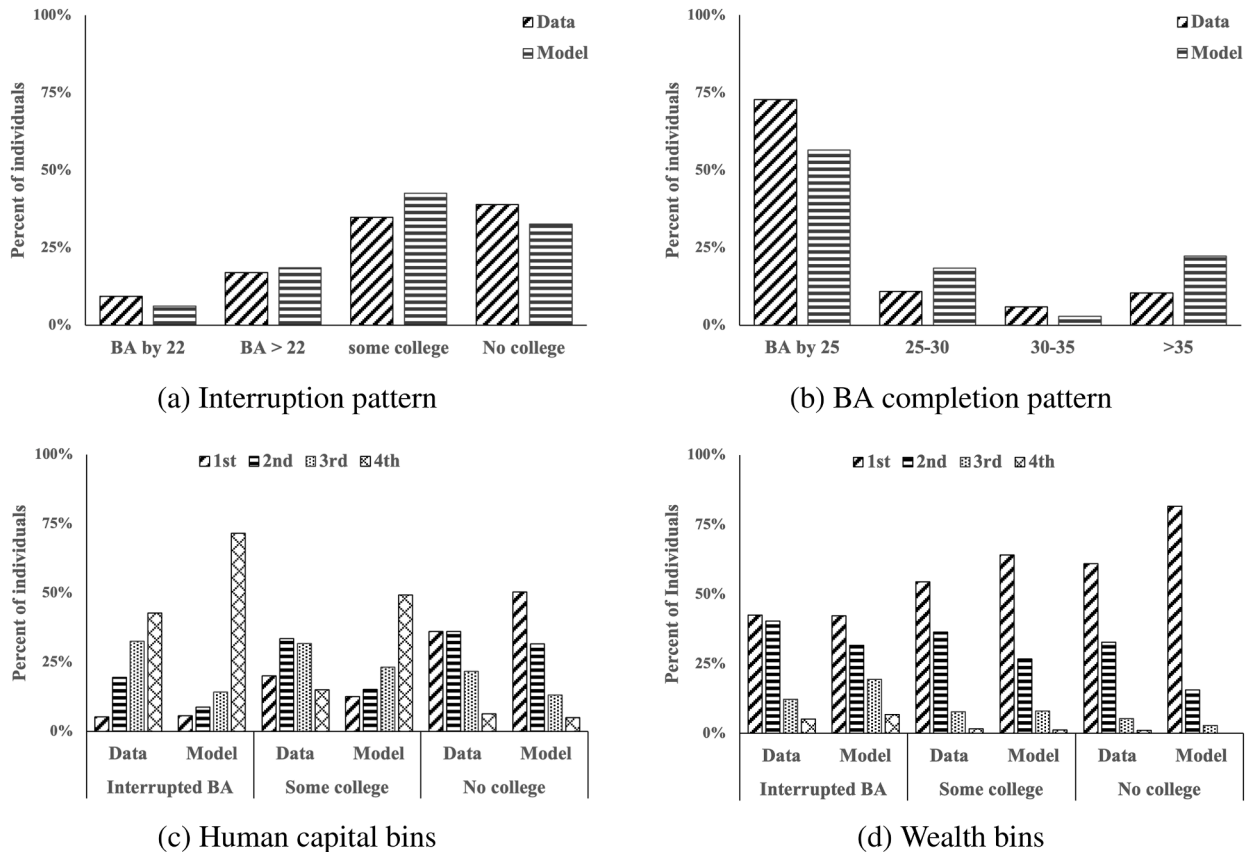 100%
75%
50%
25%
0%
Percent of individuals
Data
Model
BA by 22 BA > 22 some college No college
(a) Interruption pattern
100%
75%
50%
25%
0%
Percent of individuals
Data
Model
BA by 25 25-30 30-35 >35
(b) BA completion pattern
100%
75%
50%
25%
0%
Percent of individuals
1st 2nd 3rd 4th
Data Model Data Model Data Model
Interrupted BA Some college No college
(c) Human capital bins
100%
75%
50%
25%
0%
Percent of Individuals
1st 2nd 3rd 4th
Data Model Data Model Data Model
Interrupted BA Some college No college
(d) Wealth bins